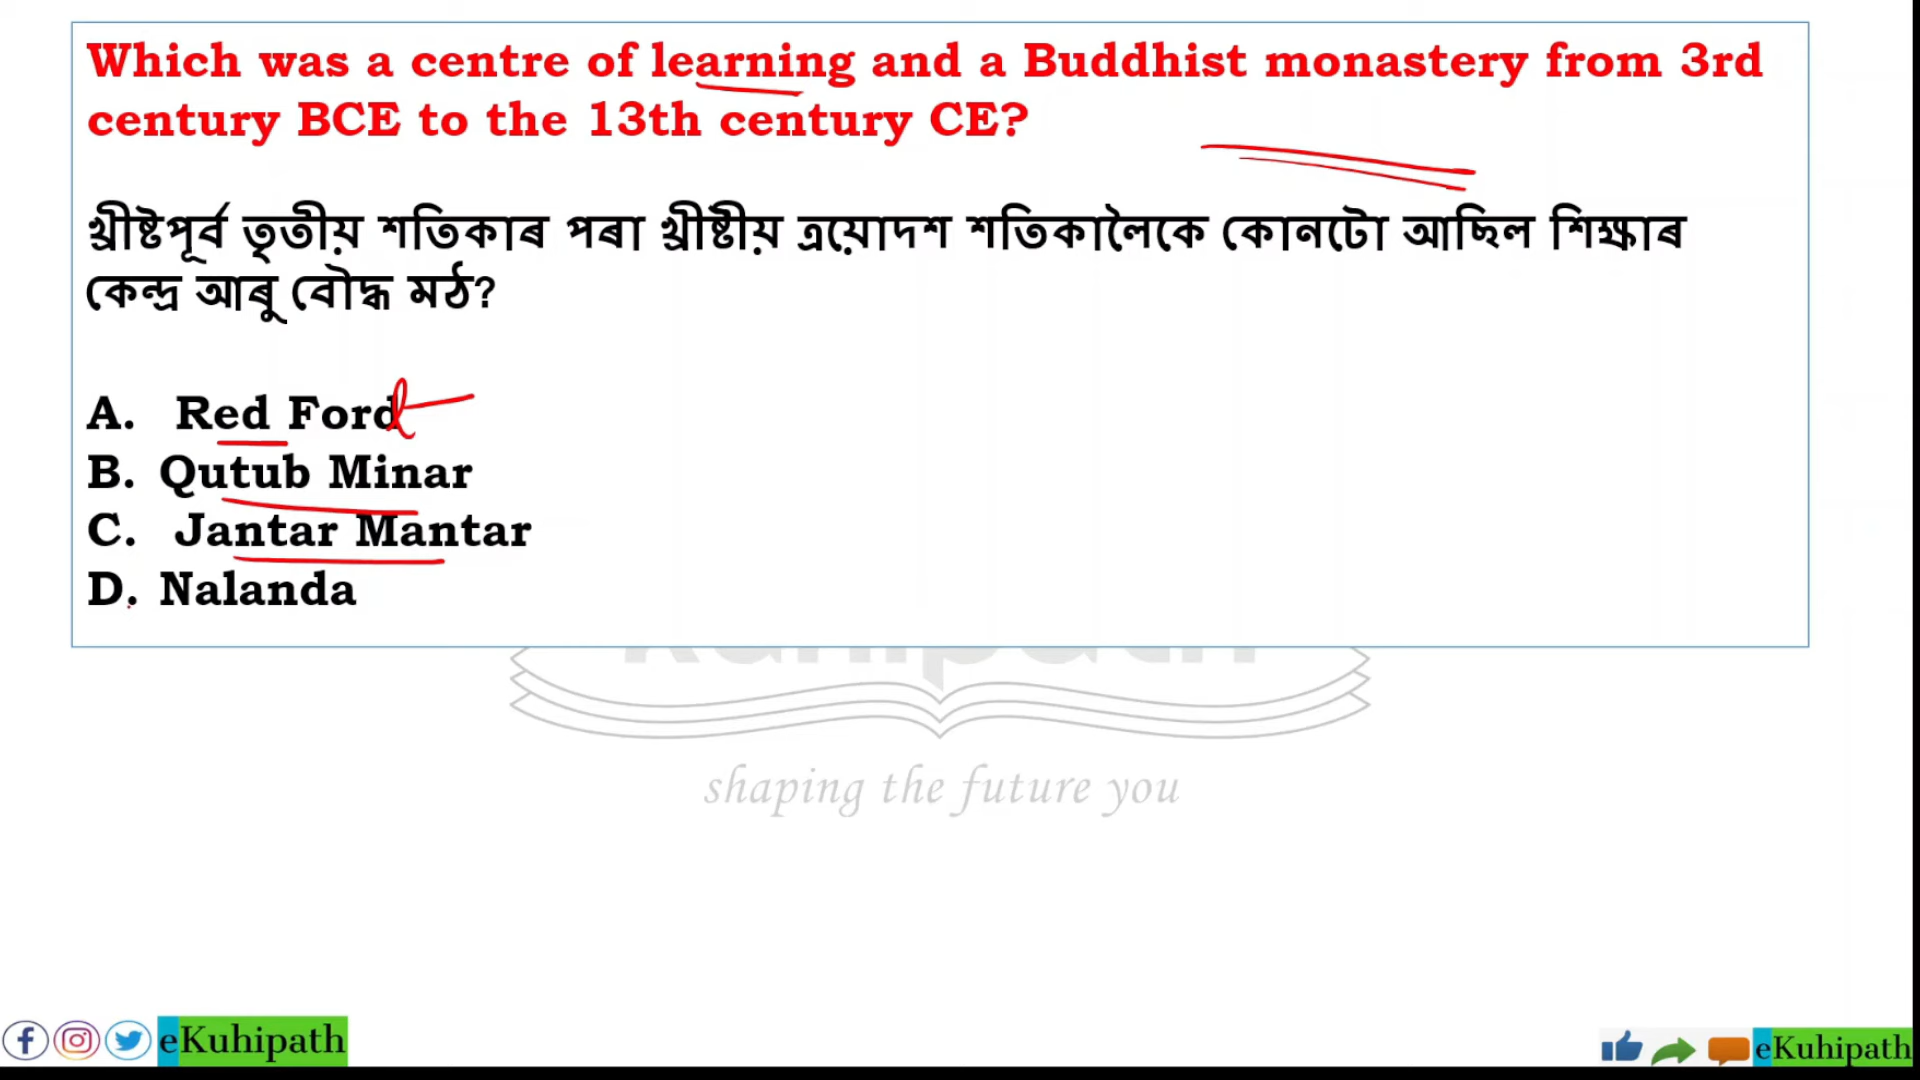 Which was a centre of learning and a Buddhist monastery from 3rd
century BCE to the 13th century CE?
খ্ৰীষ্টপূৰ্ব তৃতীয় শতিকাৰ পৰা খ্ৰীষ্টীয় ত্ৰয়োদশ শতিকালৈকে কোনটো আছিল শিক্ষাৰ
কেন্দ্ৰ আৰু বৌদ্ধ মঠ?
A. Red Ford
B. Qutub Minar
C. Jantar Mantar
D. Nalanda
shaping the future you
eKuhipath
eKuhipath